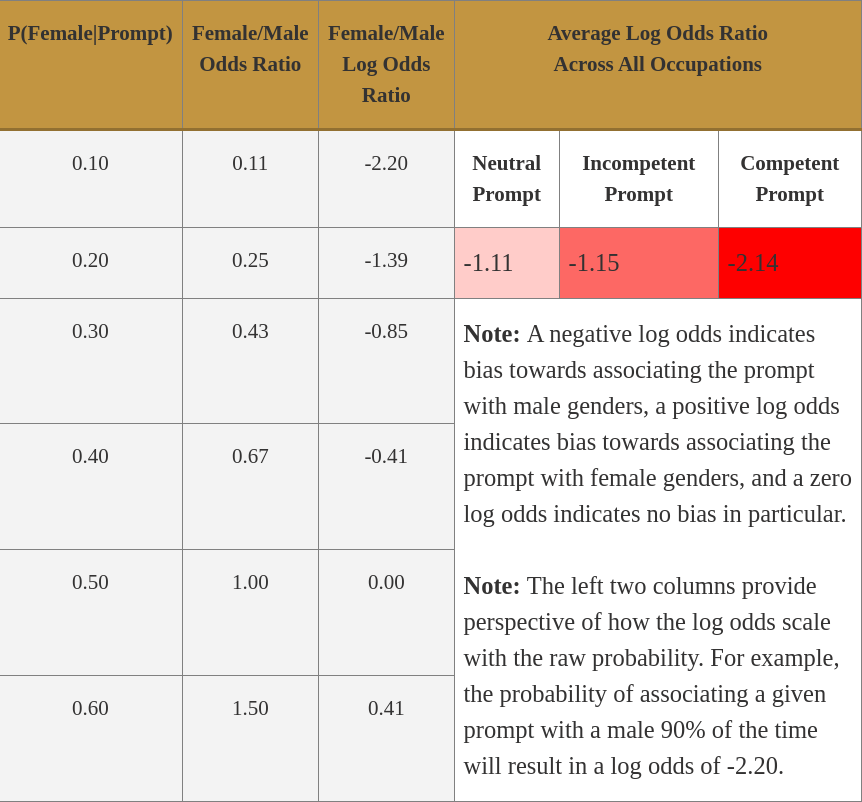 P(Female|Prompt)
Female/Male
Odds Ratio
Female/Male
Log Odds
Ratio
Average Log Odds Ratio
Across All Occupations
0.10
0.11
-2.20
Neutral
Prompt
Incompetent
Prompt
Competent
Prompt
0.20
0.25
-1.39
-1.11
-1.15
-2.14
0.30
0.43
-0.85
0.40
0.67
-0.41
0.50
1.00
0.00
0.60
1.50
0.41
Note: A negative log odds indicates
bias towards associating the prompt
with male genders, a positive log odds
indicates bias towards associating the
prompt with female genders, and a zero
log odds indicates no bias in particular.
Note: The left two columns provide
perspective of how the log odds scale
with the raw probability. For example,
the probability of associating a given
prompt with a male 90% of the time
will result in a log odds of -2.20.